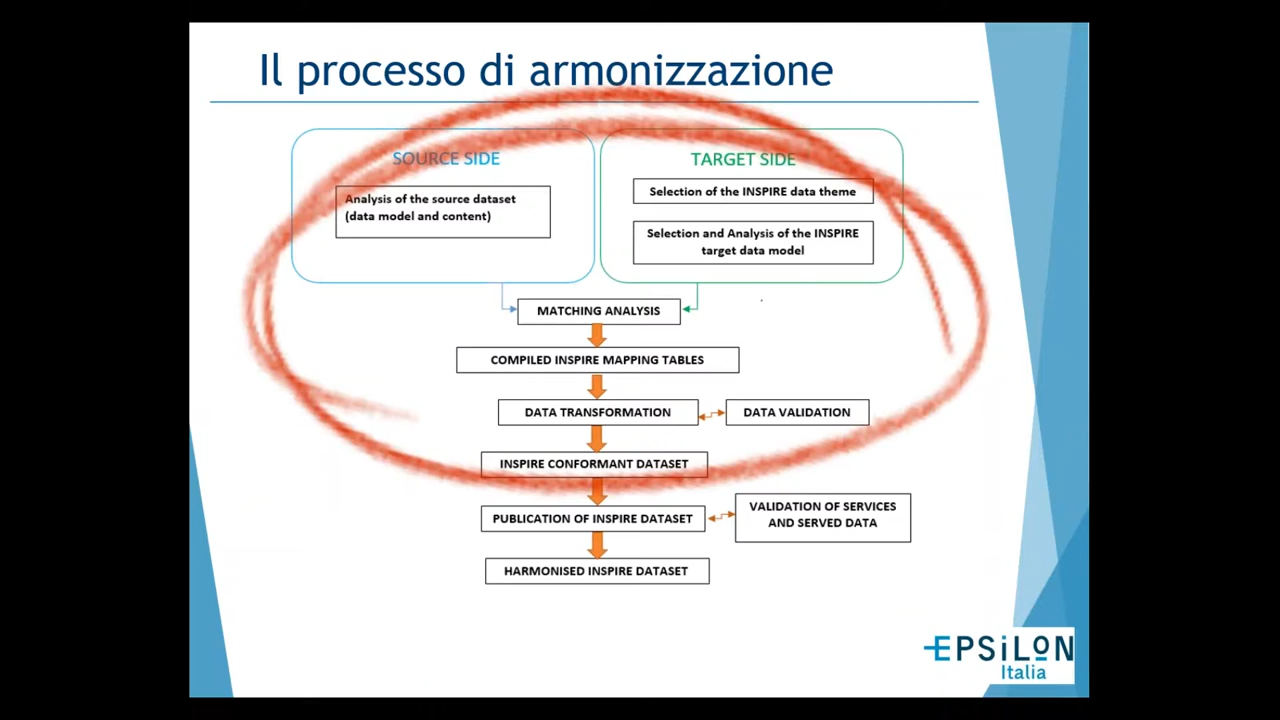 Il processo di armonizzazione
SOURCE SIDE
Analysis of the source dataset
(data model and content)
TARGET SIDE
Selection of the INSPIRE data theme
Selection and Analysis of the INSPIRE
target data model
MATCHING ANALYSIS
COMPILED INSPIRE MAPPING TABLES
DATA TRANSFORMATION
DATA VALIDATION
INSPIRE CONFORMANT DATASET
PUBLICATION OF INSPIRE DATASET
VALIDATION OF SERVICES
AND SERVED DATA
HARMONISED INSPIRE DATASET
EPSiLON
Italia